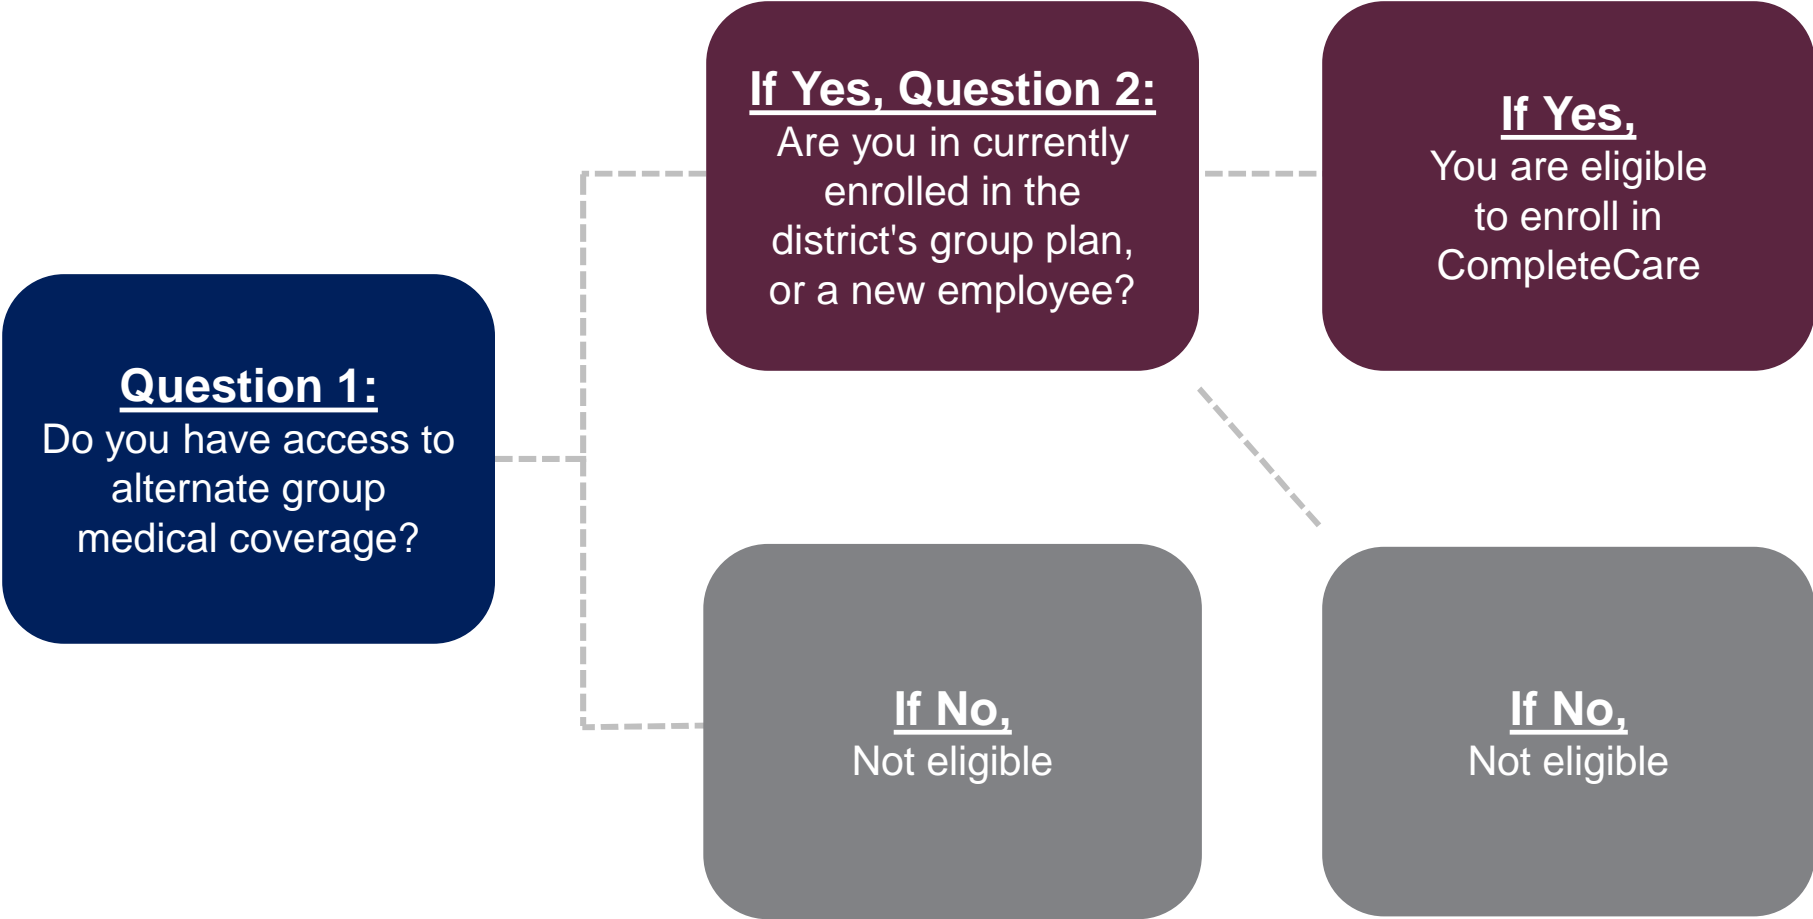 Question 1:
Do you have access to
alternate group
medical coverage?
If Yes, Question 2:
Are you in currently
enrolled in the
district's group plan,
or a new employee?
If Yes,
You are eligible
to enroll in
CompleteCare
If No,
Not eligible
If No,
Not eligible